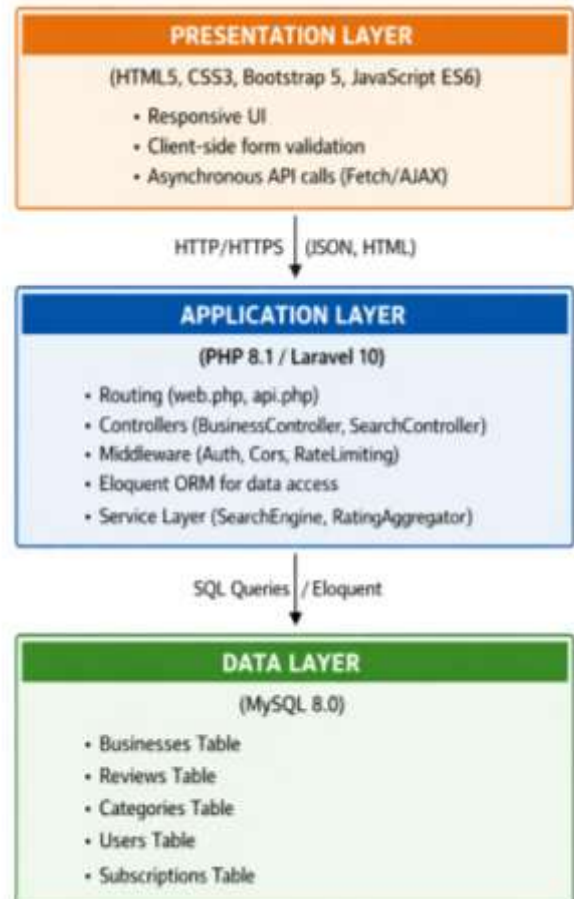 PRESENTATION LAYER
(HTML5, CSS3, Bootstrap 5, JavaScript ES6)
• Responsive UI
• Client-side form validation
• Asynchronous API calls (Fetch/AJAX)
HTTP/HTTPS (JSON, HTML)
APPLICATION LAYER
(PHP 8.1 / Laravel 10)
• Routing (web.php, api.php)
• Controllers (BusinessController, SearchController)
• Middleware (Auth, Cors, RateLimiting)
• Eloquent ORM for data access
• Service Layer (SearchEngine, RatingAggregator)
SQL Queries / Eloquent
DATA LAYER
(MySQL 8.0)
• Businesses Table
• Reviews Table
• Categories Table
• Users Table
• Subscriptions Table